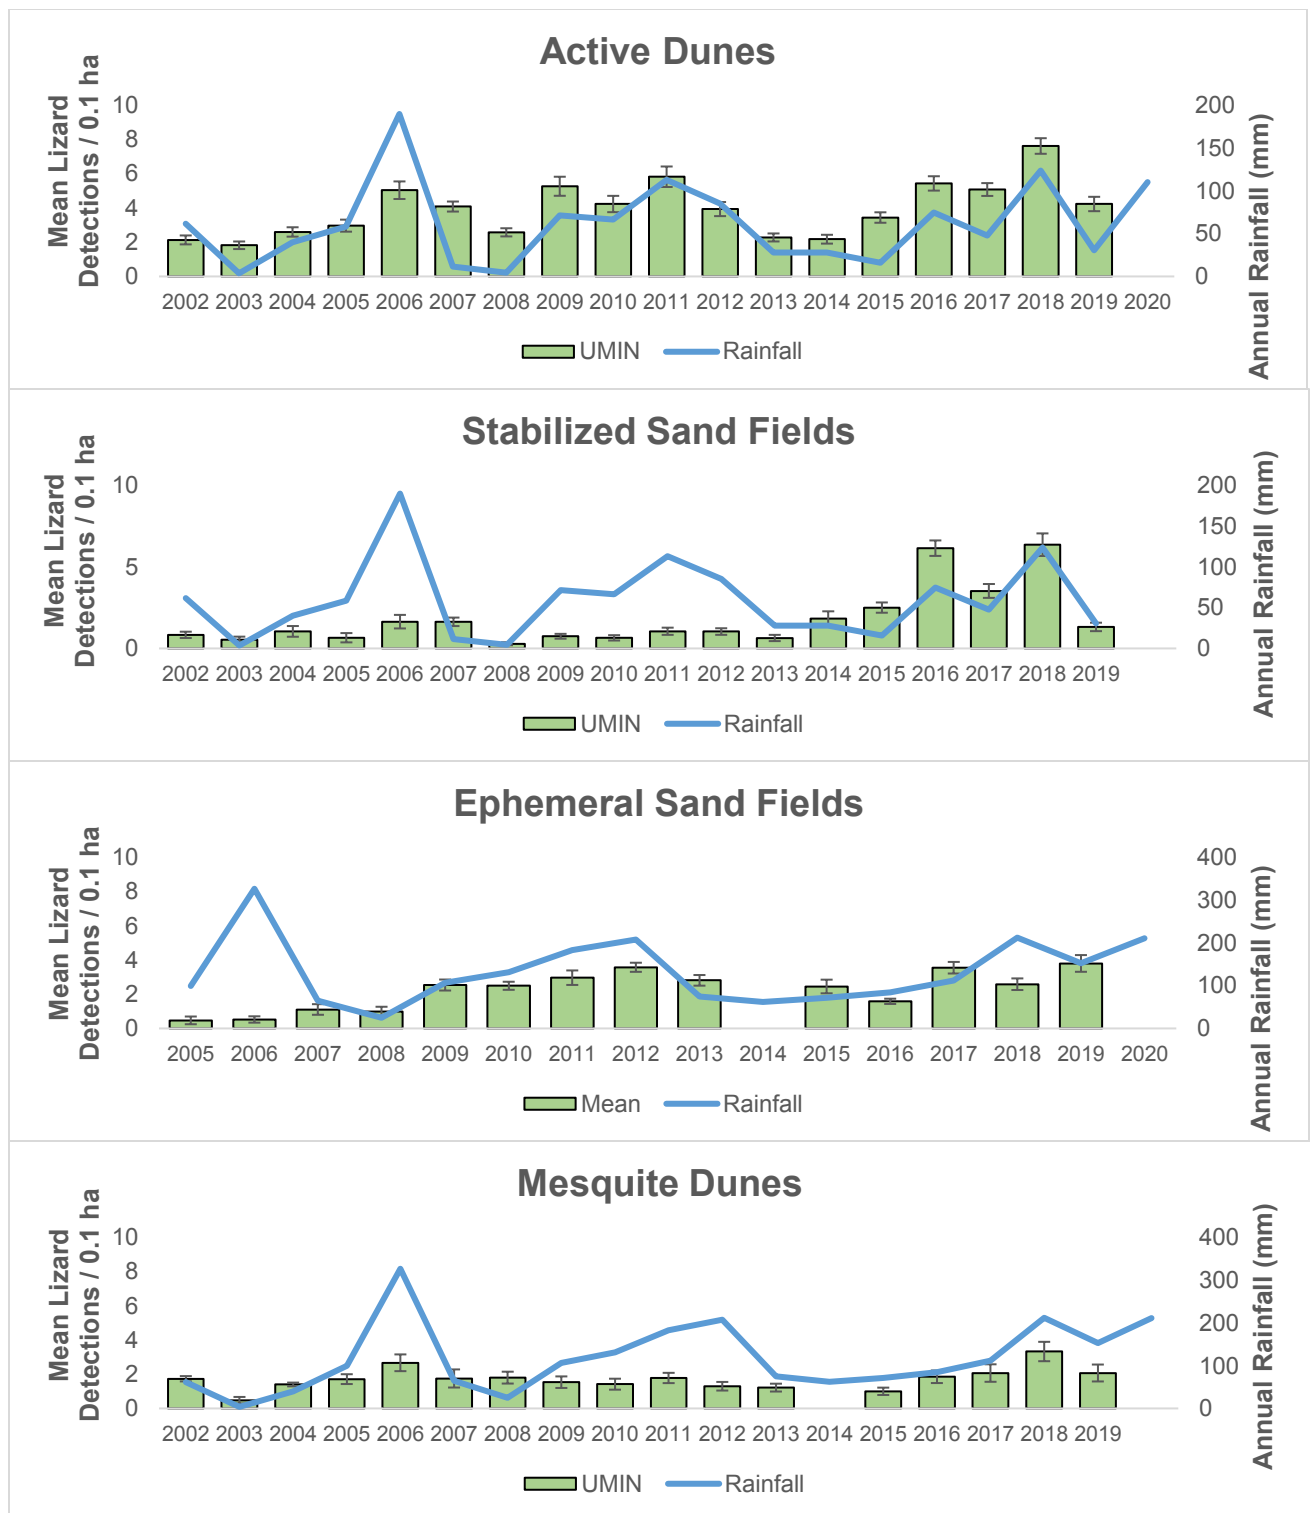 Active Dunes
Mean Lizard
Detections / 0.1 ha
10
8
6
4
2
0
200
150
100
50
0
Annual Rainfall (mm)
2002 2003 2004 2005 2006 2007 2008 2009 2010 2011 2012 2013 2014 2015 2016 2017 2018 2019 2020
UMIN Rainfall
Stabilized Sand Fields
Mean Lizard
Detections / 0.1 ha
10
5
0
200
150
100
50
0
Annual Rainfall (mm)
2002 2003 2004 2005 2006 2007 2008 2009 2010 2011 2012 2013 2014 2015 2016 2017 2018 2019
UMIN Rainfall
Ephemeral Sand Fields
Mean Lizard
Detections / 0.1 ha
10
8
6
4
2
0
400
300
200
100
0
Annual Rainfall (mm)
2005 2006 2007 2008 2009 2010 2011 2012 2013 2014 2015 2016 2017 2018 2019 2020
Mean Rainfall
Mesquite Dunes
Mean Lizard
Detections / 0.1 ha
10
8
6
4
2
0
400
300
200
100
0
Annual Rainfall (mm)
2002 2003 2004 2005 2006 2007 2008 2009 2010 2011 2012 2013 2014 2015 2016 2017 2018 2019
UMIN Rainfall